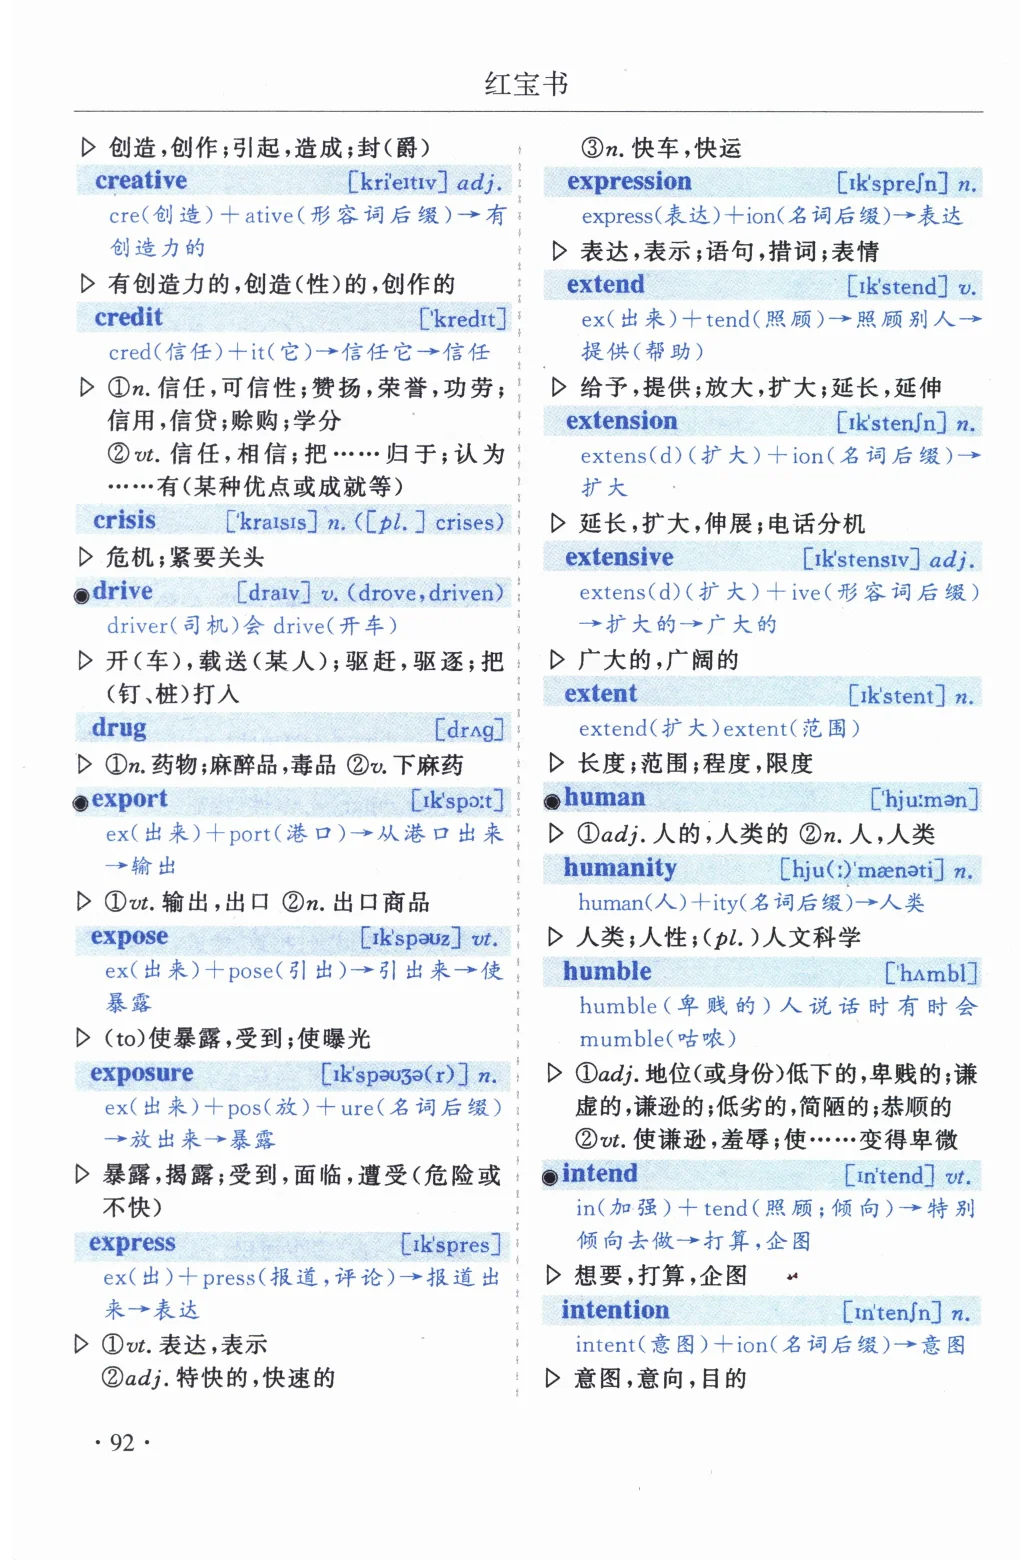 红宝书
▷ 创造,创作;引起,造成;封(爵)
creative [kri'eɪtɪv] adj.
cre(创造)+ative(形容词后缀)→有
创造力的
▷ 有创造力的,创造(性)的,创作的
credit ['kredɪt]
cred(信任)+it(它)→信任它→信任
▷ ①n. 信任,可信性;赞扬,荣誉,功劳;
信用,信贷;赊购;学分
②vt. 信任,相信;把……归于;认为
……有(某种优点或成就等)
crisis ['kraɪsɪs] n. ([pl. ] crises)
▷ 危机;紧要关头
drive [draɪv] v. (drove,driven)
driver(司机)会 drive(开车)
▷ 开(车),载送(某人);驱赶,驱逐;把
(钉、桩)打入
drug [drʌg]
▷ ①n. 药物;麻醉品,毒品 ②v. 下麻药
export [ɪk'spɔːt]
ex(出来)+port(港口)→从港口出来
→输出
▷ ①vt. 输出,出口 ②n. 出口商品
expose [ɪk'spəʊz] vt.
ex(出来)+pose(引出)→引出来→使
暴露
▷ (to)使暴露,受到;使曝光
exposure [ɪk'spəʊʒə(r)] n.
ex(出来)+pos(放)+ure(名词后缀)
→放出来→暴露
▷ 暴露,揭露;受到,面临,遭受(危险或
不快)
express [ɪk'spres]
ex(出)+press(报道,评论)→报道出
来→表达
▷ ①vt. 表达,表示
②adj. 特快的,快速的
③n. 快车,快运
expression [ɪk'spreʃn] n.
express(表达)+ion(名词后缀)→表达
▷ 表达,表示;语句,措词;表情
extend [ɪk'stend] v.
ex(出来)+tend(照顾)→照顾别人→
提供(帮助)
▷ 给予,提供;放大,扩大;延长,延伸
extension [ɪk'stenʃn] n.
extens(d)(扩大)+ion(名词后缀)→
扩大
▷ 延长,扩大,伸展;电话分机
extensive [ɪk'stensɪv] adj.
extens(d)(扩大)+ive(形容词后缀)
→扩大的→广大的
▷ 广大的,广阔的
extent [ɪk'stent] n.
extend(扩大)extent(范围)
▷ 长度;范围;程度,限度
human ['hjuːmən]
▷ ①adj. 人的,人类的 ②n. 人,人类
humanity [hju(ː)'mænəti] n.
human(人)+ity(名词后缀)→人类
▷ 人类;人性;(pl. )人文科学
humble ['hʌmbl]
humble(卑贱的)人说话时有时会
mumble(咕哝)
▷ ①adj. 地位(或身份)低下的,卑贱的;谦
虚的,谦逊的;低劣的,简陋的;恭顺的
②vt. 使谦逊,羞辱;使……变得卑微
intend [ɪn'tend] vt.
in(加强)+tend(照顾;倾向)→特别
倾向去做→打算,企图
▷ 想要,打算,企图
intention [ɪn'tenʃn] n.
intent(意图)+ion(名词后缀)→意图
▷ 意图,意向,目的
·92·